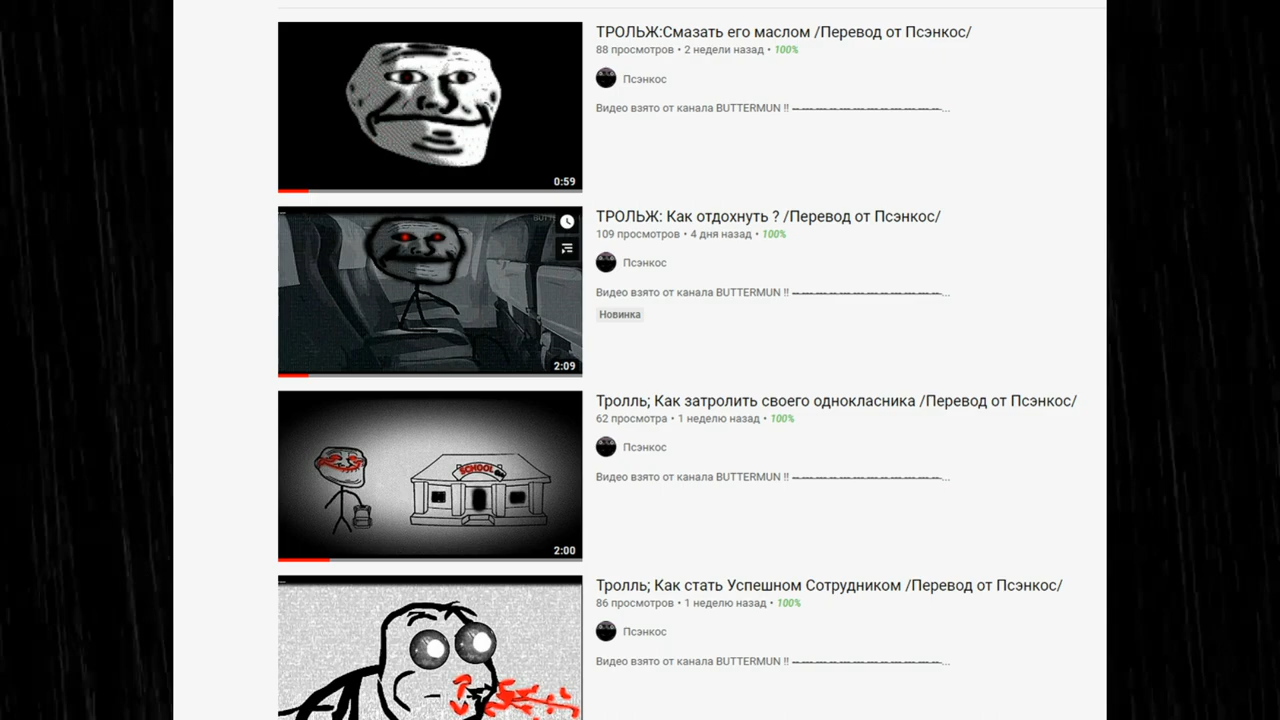 ТРОЛЬЖ:Смазать его маслом /Перевод от Псэнкос/
88 просмотров • 2 недели назад • 100%
Псэнкос
Видео взято от канала BUTTERMUN !! –––––––––––––––––––––––––...
0:59
ТРОЛЬЖ: Как отдохнуть ? /Перевод от Псэнкос/
109 просмотров • 4 дня назад • 100%
Псэнкос
Видео взято от канала BUTTERMUN !! –––––––––––––––––––––––––...
Новинка
2:09
Тролль; Как затролить своего однокласника /Перевод от Псэнкос/
62 просмотра • 1 неделю назад • 100%
Псэнкос
Видео взято от канала BUTTERMUN !! –––––––––––––––––––––––––...
SCHOOL
2:00
Тролль; Как стать Успешном Сотрудником /Перевод от Псэнкос/
86 просмотров • 1 неделю назад • 100%
Псэнкос
Видео взято от канала BUTTERMUN !! –––––––––––––––––––––––––...